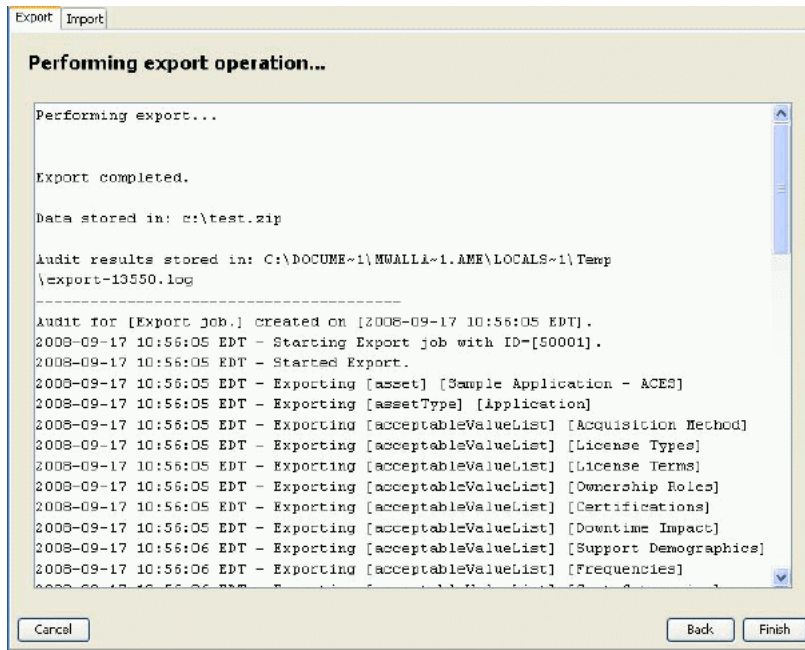 Export Import
Performing export operation...
Performing export...
Export completed.
Data stored in: c:\test.zip
Audit results stored in: C:\DOCUME~1\MWALLA~1.AME\LOCALS~1\Temp
\export-13550.log
----------------------------------------
Audit for [Export job.] created on [2008-09-17 10:56:05 EDT].
2008-09-17 10:56:05 EDT - Starting Export job with ID=[50001].
2008-09-17 10:56:05 EDT - Started Export.
2008-09-17 10:56:05 EDT - Exporting [asset] [Sample Application - ACES]
2008-09-17 10:56:05 EDT - Exporting [assetType] [Application]
2008-09-17 10:56:05 EDT - Exporting [acceptableValueList] [Acquisition Method]
2008-09-17 10:56:05 EDT - Exporting [acceptableValueList] [License Types]
2008-09-17 10:56:05 EDT - Exporting [acceptableValueList] [License Terms]
2008-09-17 10:56:05 EDT - Exporting [acceptableValueList] [Ownership Roles]
2008-09-17 10:56:05 EDT - Exporting [acceptableValueList] [Certifications]
2008-09-17 10:56:05 EDT - Exporting [acceptableValueList] [Downtime Impact]
2008-09-17 10:56:06 EDT - Exporting [acceptableValueList] [Support Demographics]
2008-09-17 10:56:06 EDT - Exporting [acceptableValueList] [Frequencies]
Cancel Back Finish